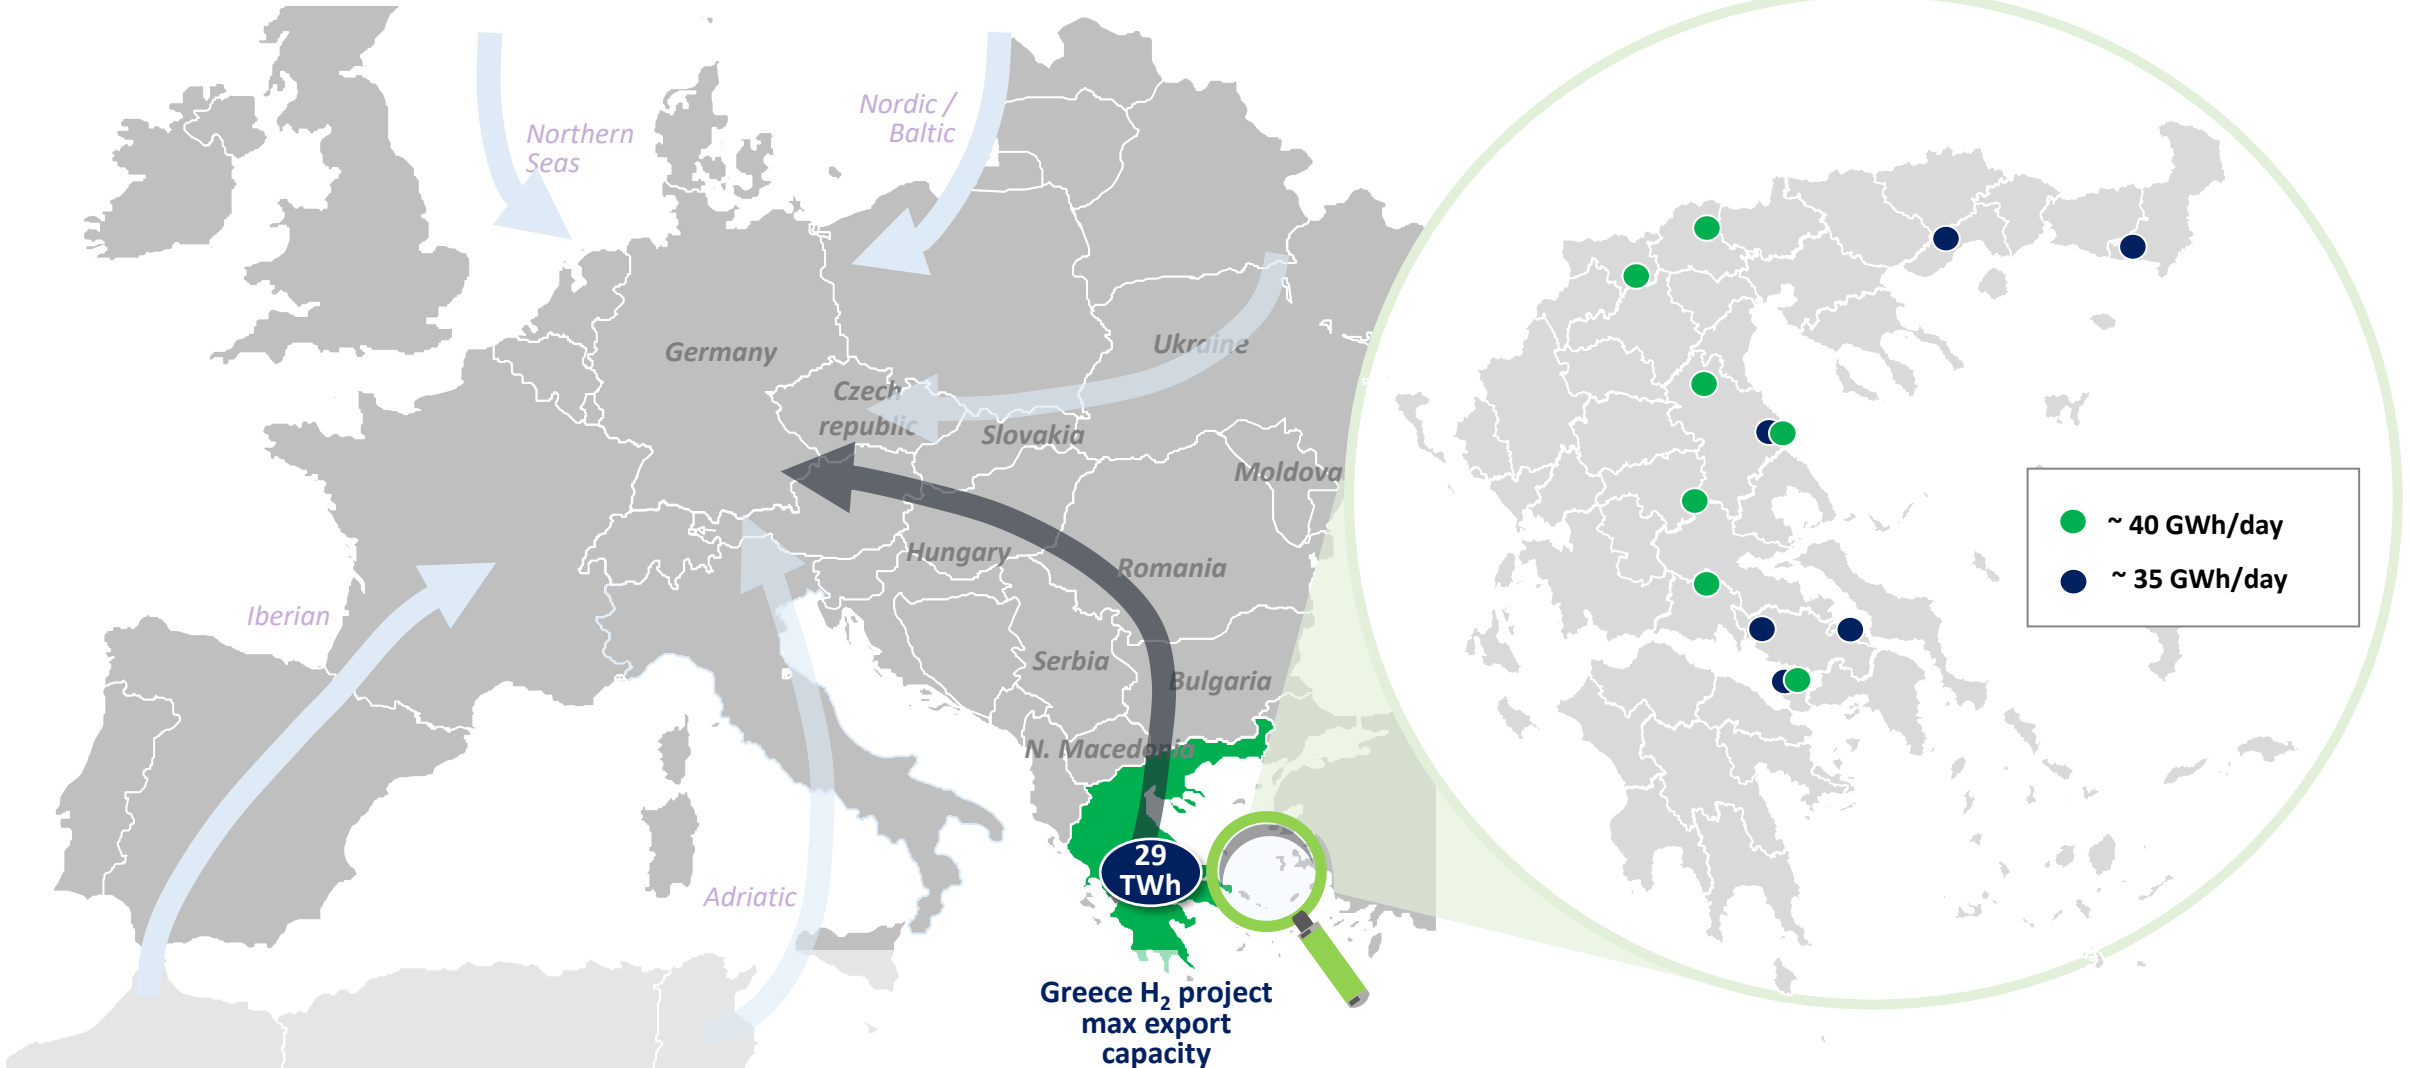 Northern
Seas
Nordic /
Baltic
Germany
Ukraine
Czech
republic
Slovakia
Moldova
Hungary
Romania
Iberian
Serbia
Bulgaria
N. Macedonia
Adriatic
29
TWh
Greece H₂ project
max export
capacity
~ 40 GWh/day
~ 35 GWh/day